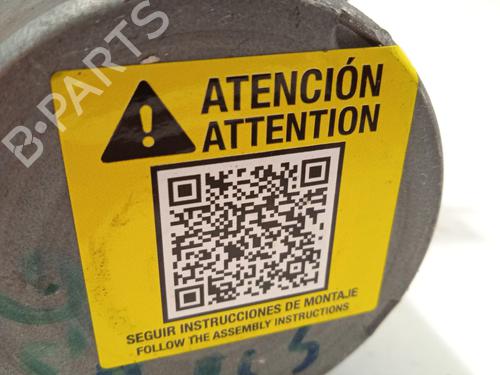 B-PARTS
ATENCIÓN
ATTENTION
SEGUIR INSTRUCCIONES DE MONTAJE
FOLLOW THE ASSEMBLY INSTRUCTIONS